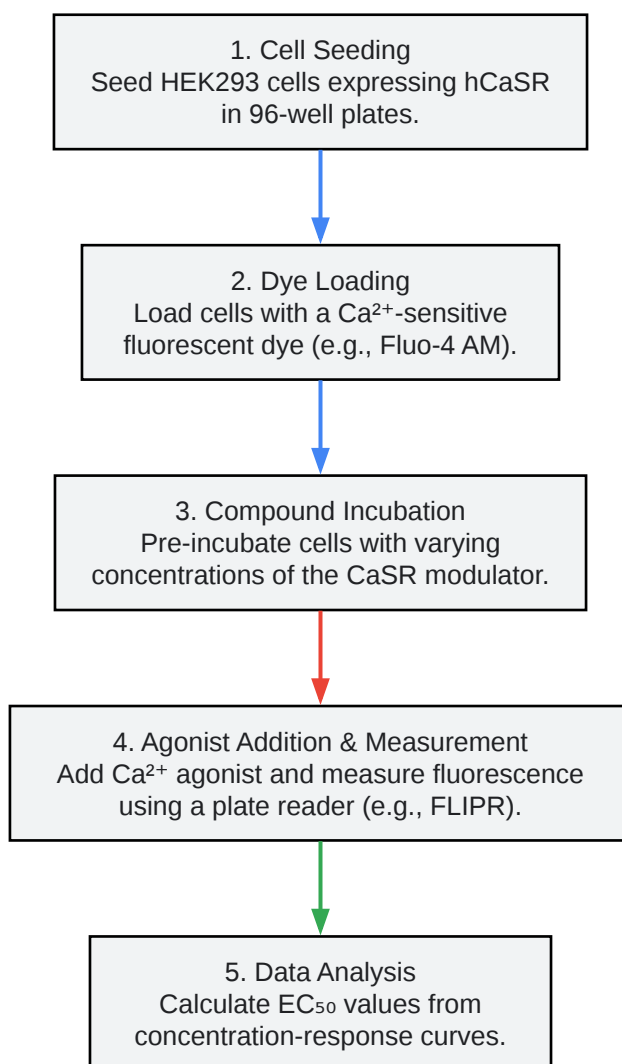 1. Cell Seeding
Seed HEK293 cells expressing hCaSR
in 96-well plates.
2. Dye Loading
Load cells with a Ca²⁺-sensitive
fluorescent dye (e.g., Fluo-4 AM).
3. Compound Incubation
Pre-incubate cells with varying
concentrations of the CaSR modulator.
4. Agonist Addition & Measurement
Add Ca²⁺ agonist and measure fluorescence
using a plate reader (e.g., FLIPR).
5. Data Analysis
Calculate EC₅₀ values from
concentration-response curves.